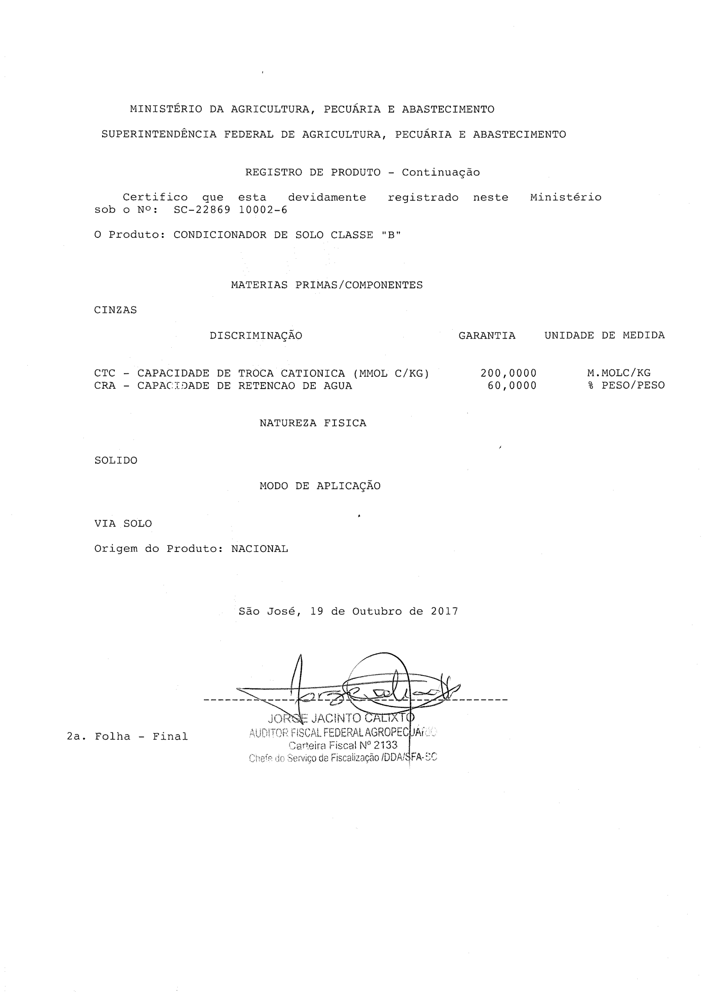 MINISTÉRIO DA AGRICULTURA, PECUÁRIA E ABASTECIMENTO
SUPERINTENDÊNCIA FEDERAL DE AGRICULTURA, PECUÁRIA E ABASTECIMENTO
REGISTRO DE PRODUTO - Continuação
Certifico que esta devidamente registrado neste Ministério
sob o Nº: SC-22869 10002-6
O Produto: CONDICIONADOR DE SOLO CLASSE "B"
MATERIAS PRIMAS/COMPONENTES
CINZAS
DISCRIMINAÇÃO GARANTIA UNIDADE DE MEDIDA
CTC - CAPACIDADE DE TROCA CATIONICA (MMOL C/KG) 200,0000 M.MOLC/KG
CRA - CAPACIDADE DE RETENCAO DE AGUA 60,0000 % PESO/PESO
NATUREZA FISICA
SOLIDO
MODO DE APLICAÇÃO
VIA SOLO
Origem do Produto: NACIONAL
São José, 19 de Outubro de 2017
JORGE JACINTO CALIXTO
AUDITOR FISCAL FEDERAL AGROPECUÁRIO
Carteira Fiscal Nº 2133
Chefe do Serviço de Fiscalização /DDA/SFA-SC
2a. Folha - Final